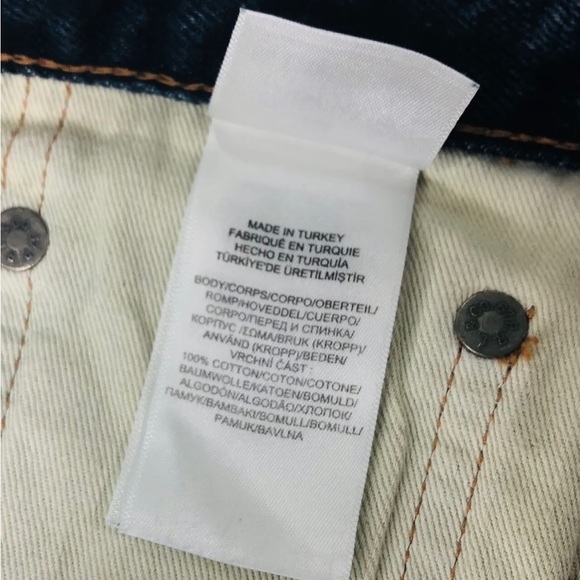 MADE IN TURKEY
FABRIQUÉ EN TURQUIE
HECHO EN TURQUÍA
TÜRKİYE'DE ÜRETİLMİŞTİR
BODY/CORPS/CORPO/OBERTEIL/
ROMP/HOVEDDEL/CUERPO/
CORPO/ПЕРЕД И СПИНКА/
КОРПУС /ΣΩΜΑ/BRUK (KROPP)/
ANVÄND (KROPP)/BEDEN/
VRCHNÍ ČÁST :
100% COTTON/COTON/COTONE/
BAUMWOLLE/KATOEN/BOMULD/
ALGODÓN/ALGODÃO/ХЛОПОК/
ПАМУК/ΒΑΜΒΑΚΙ/BOMULL/BOMULL/
PAMUK/BAVLNA